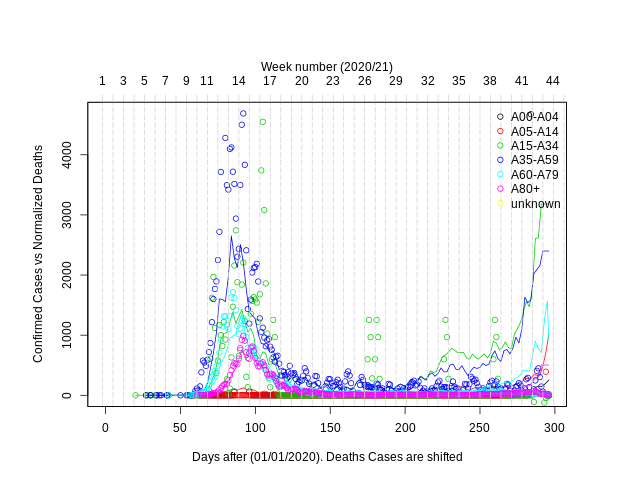 Week number (2020/21)
1 3 5 7 9 11 14 17 20 23 26 29 32 35 38 41 44
A00-A04
A05-A14
A15-A34
A35-A59
A60-A79
A80+
unknown
Confirmed Cases vs Normalized Deaths
0 1000 2000 3000 4000
0 50 100 150 200 250 300
Days after (01/01/2020). Deaths Cases are shifted